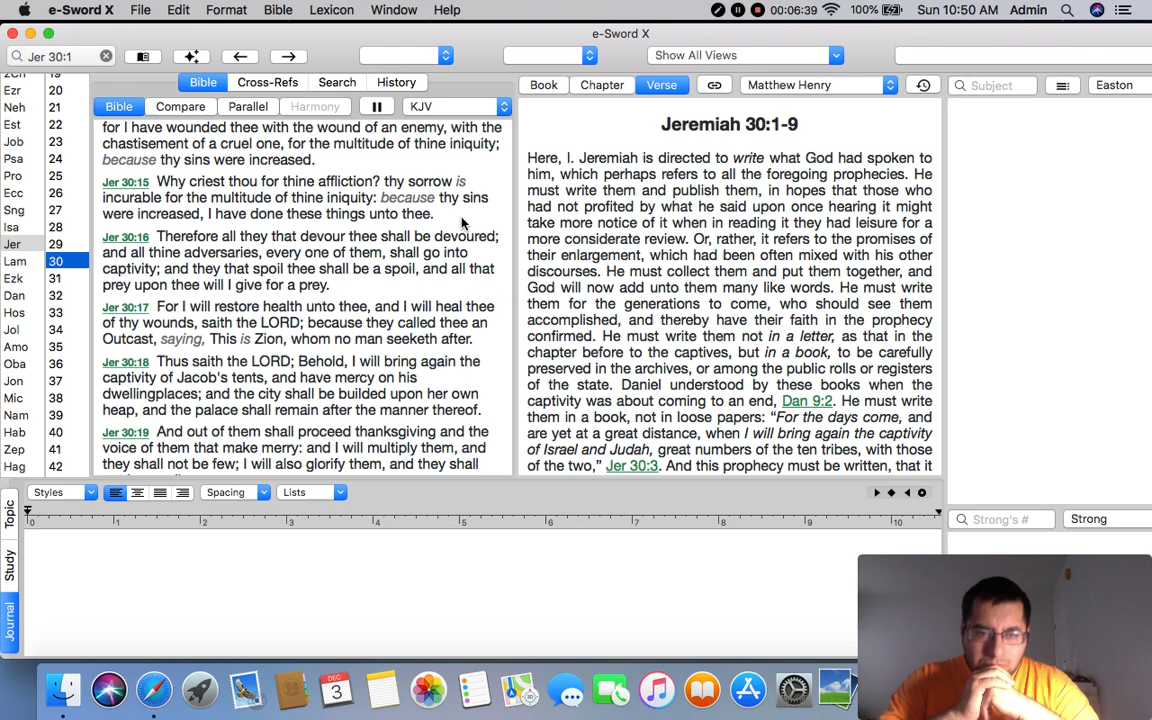 e-Sword X File Edit Format Bible Lexicon Window Help 00:06:39 100% Sun 10:50 AM Admin
e-Sword X
Jer 30:1
Show All Views
Bible Cross-Refs Search History
Book Chapter Verse Matthew Henry Subject Easton
Bible Compare Parallel Harmony KJV
Ezr
Neh
Est
Job
Psa
Pro
Ecc
Sng
Isa
Jer
Lam
Ezk
Dan
Hos
Jol
Amo
Oba
Jon
Mic
Nam
Hab
Zep
Hag
20
21
22
23
24
25
26
27
28
29
30
31
32
33
34
35
36
37
38
39
40
41
42
for I have wounded thee with the wound of an enemy, with the
chastisement of a cruel one, for the multitude of thine iniquity;
because thy sins were increased.
Jer 30:15 Why criest thou for thine affliction? thy sorrow is
incurable for the multitude of thine iniquity: because thy sins
were increased, I have done these things unto thee.
Jer 30:16 Therefore all they that devour thee shall be devoured;
and all thine adversaries, every one of them, shall go into
captivity; and they that spoil thee shall be a spoil, and all that
prey upon thee will I give for a prey.
Jer 30:17 For I will restore health unto thee, and I will heal thee
of thy wounds, saith the LORD; because they called thee an
Outcast, saying, This is Zion, whom no man seeketh after.
Jer 30:18 Thus saith the LORD; Behold, I will bring again the
captivity of Jacob's tents, and have mercy on his
dwellingplaces; and the city shall be builded upon her own
heap, and the palace shall remain after the manner thereof.
Jer 30:19 And out of them shall proceed thanksgiving and the
voice of them that make merry: and I will multiply them, and
they shall not be few; I will also glorify them, and they shall
Jeremiah 30:1-9
Here, I. Jeremiah is directed to write what God had spoken to
him, which perhaps refers to all the foregoing prophecies. He
must write them and publish them, in hopes that those who
had not profited by what he said upon once hearing it might
take more notice of it when in reading it they had leisure for a
more considerate review. Or, rather, it refers to the promises of
their enlargement, which had been often mixed with his other
discourses. He must collect them and put them together, and
God will now add unto them many like words. He must write
them for the generations to come, who should see them
accomplished, and thereby have their faith in the prophecy
confirmed. He must write them not in a letter, as that in the
chapter before to the captives, but in a book, to be carefully
preserved in the archives, or among the public rolls or registers
of the state. Daniel understood by these books when the
captivity was about coming to an end, Dan 9:2. He must write
them in a book, not in loose papers: “For the days come, and
are yet at a great distance, when I will bring again the captivity
of Israel and Judah, great numbers of the ten tribes, with those
of the two,” Jer 30:3. And this prophecy must be written, that it
Styles Spacing Lists
Strong's # Strong
0 1 2 3 4 5 6 7 8 9 10
Topic
Study
Journal
DEC
3